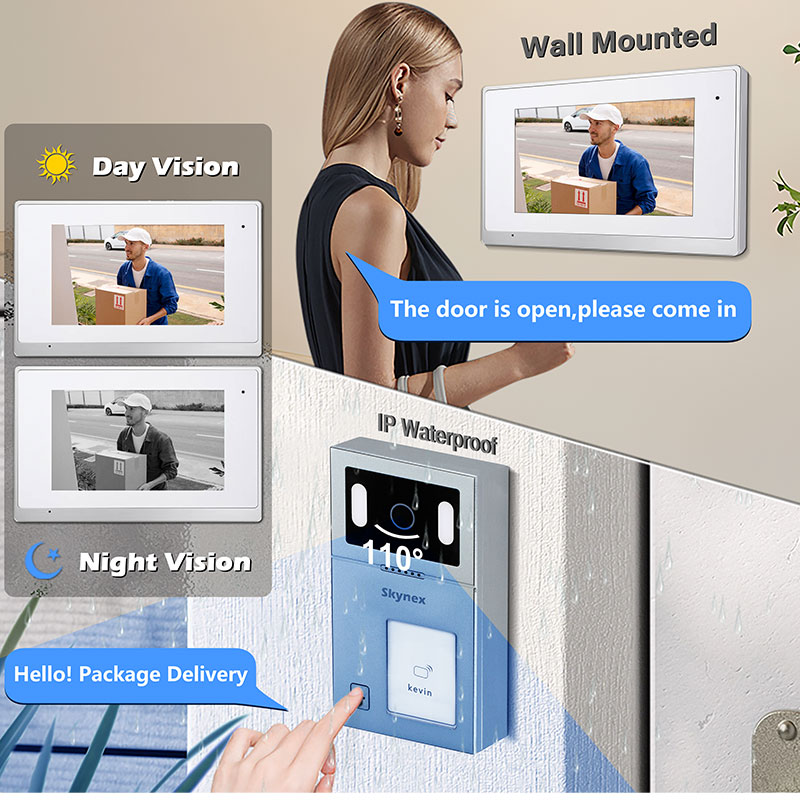 Wall Mounted
Day Vision
The door is open,please come in
IP Waterproof
Night Vision
110°
Skynex
Hello! Package Delivery
kevin